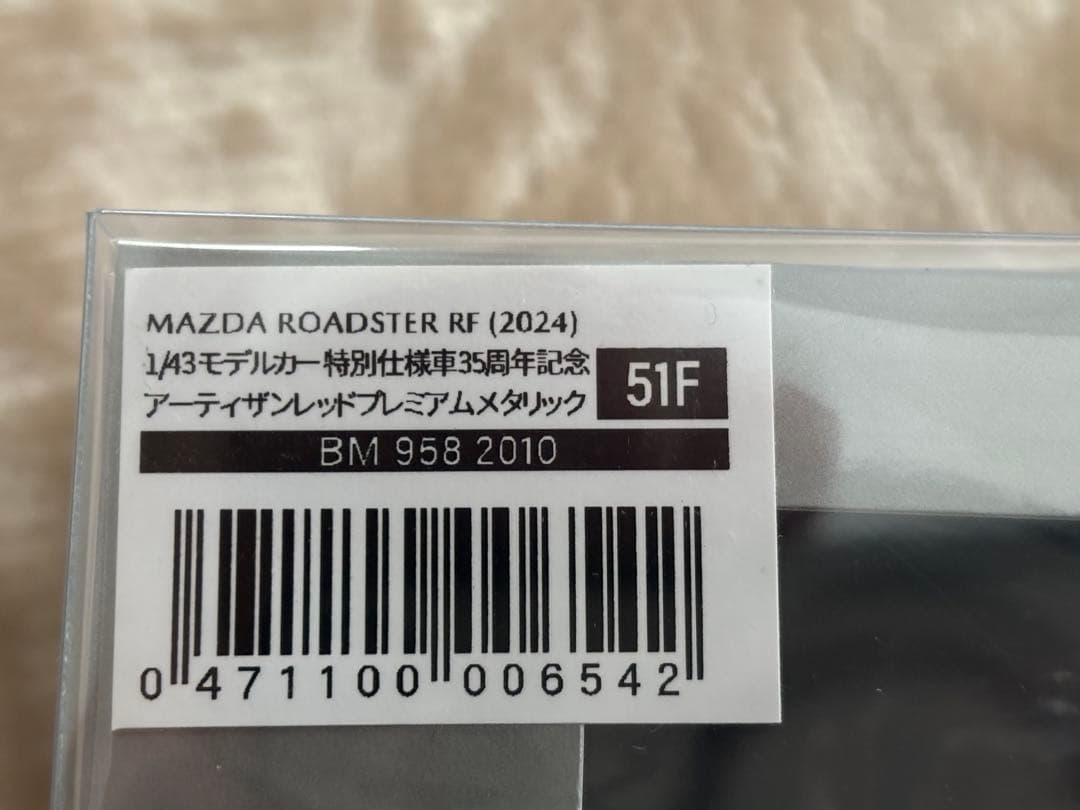 MAZDA ROADSTER RF (2024)
1/43モデルカー特別仕様車35周年記念
アーティザンレッドプレミアムメタリック
51F
BM 958 2010
0 471100 006542